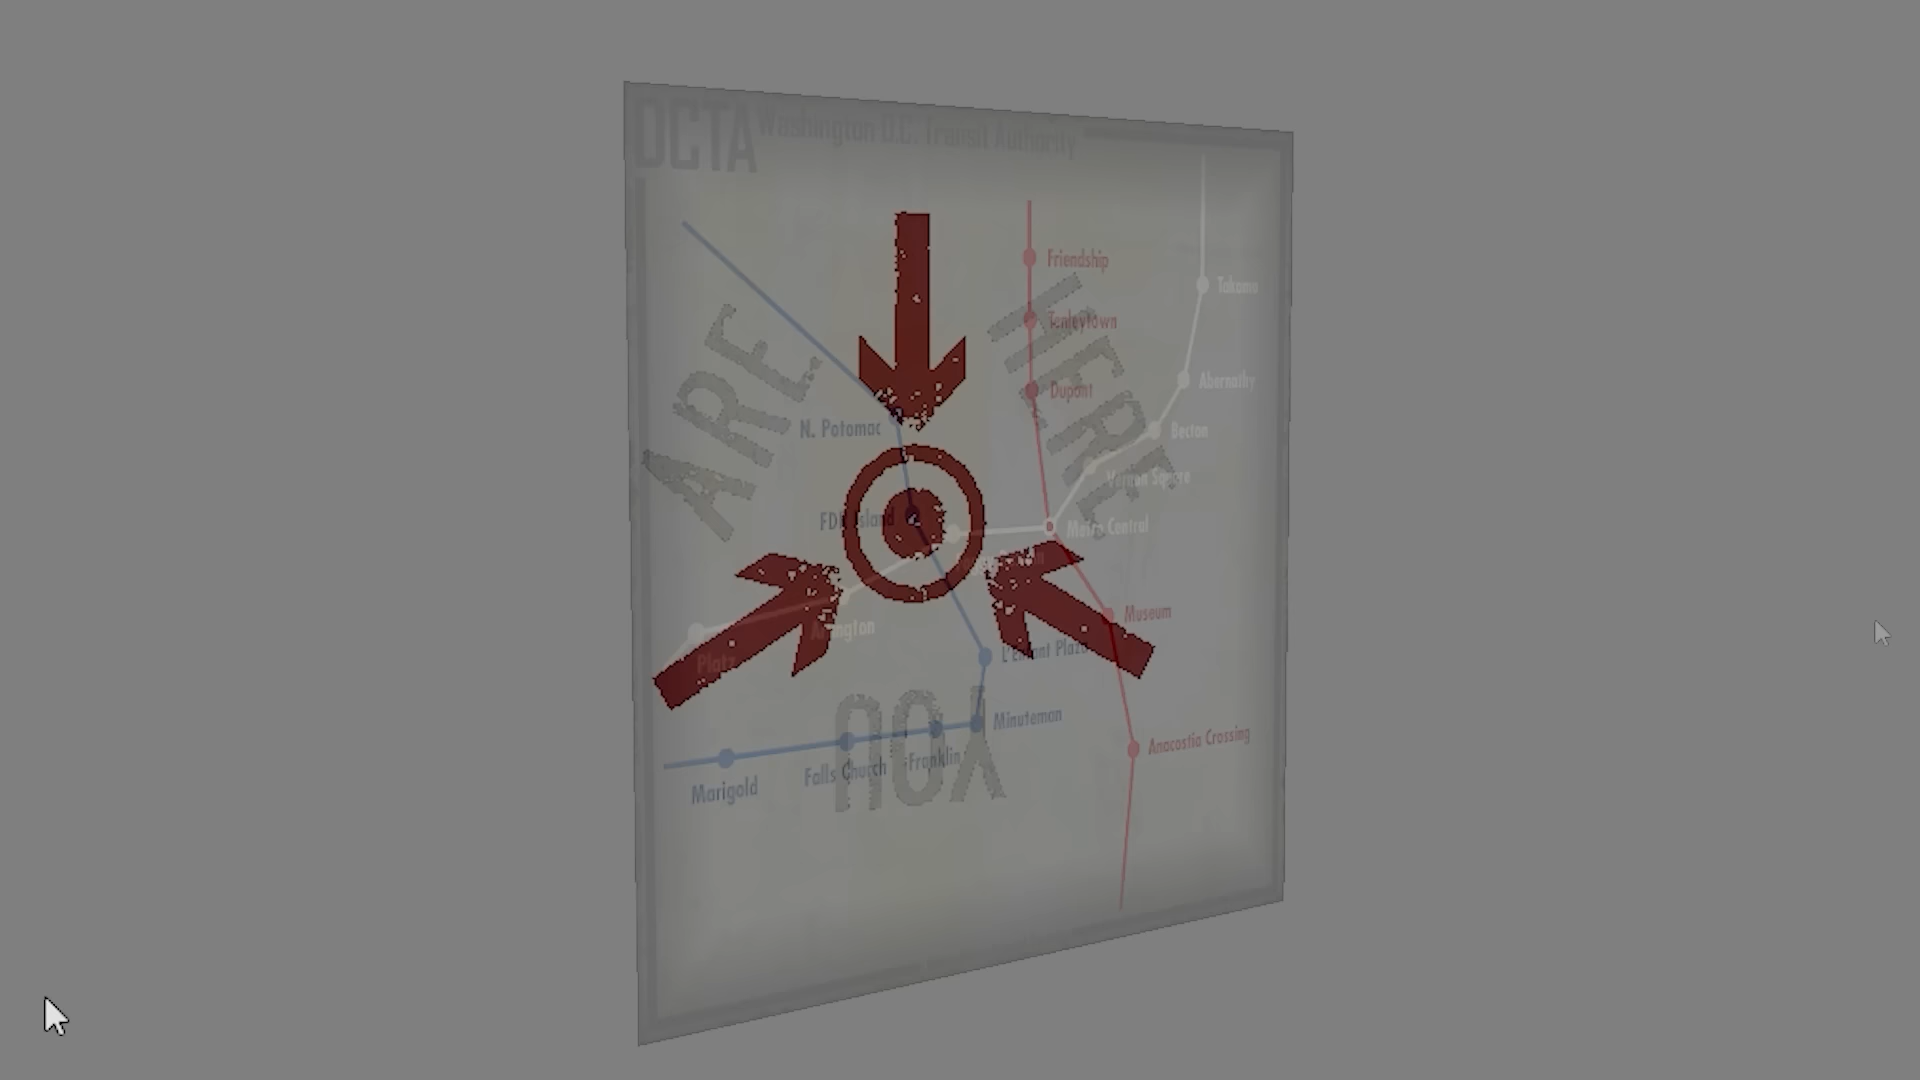 DCTA Washington D.C. Transit Authority
Friendship
Takoma
Tenleytown
ARE
HERE
Abernathy
Dupont
N. Potomac
Becton
Vernon Square
FDR Island
Metro Central
Museum
Arlington
L'Enfant Plaza
Platz
YOU
Minuteman
Anacostia Crossing
Franklin
Falls Church
Marigold